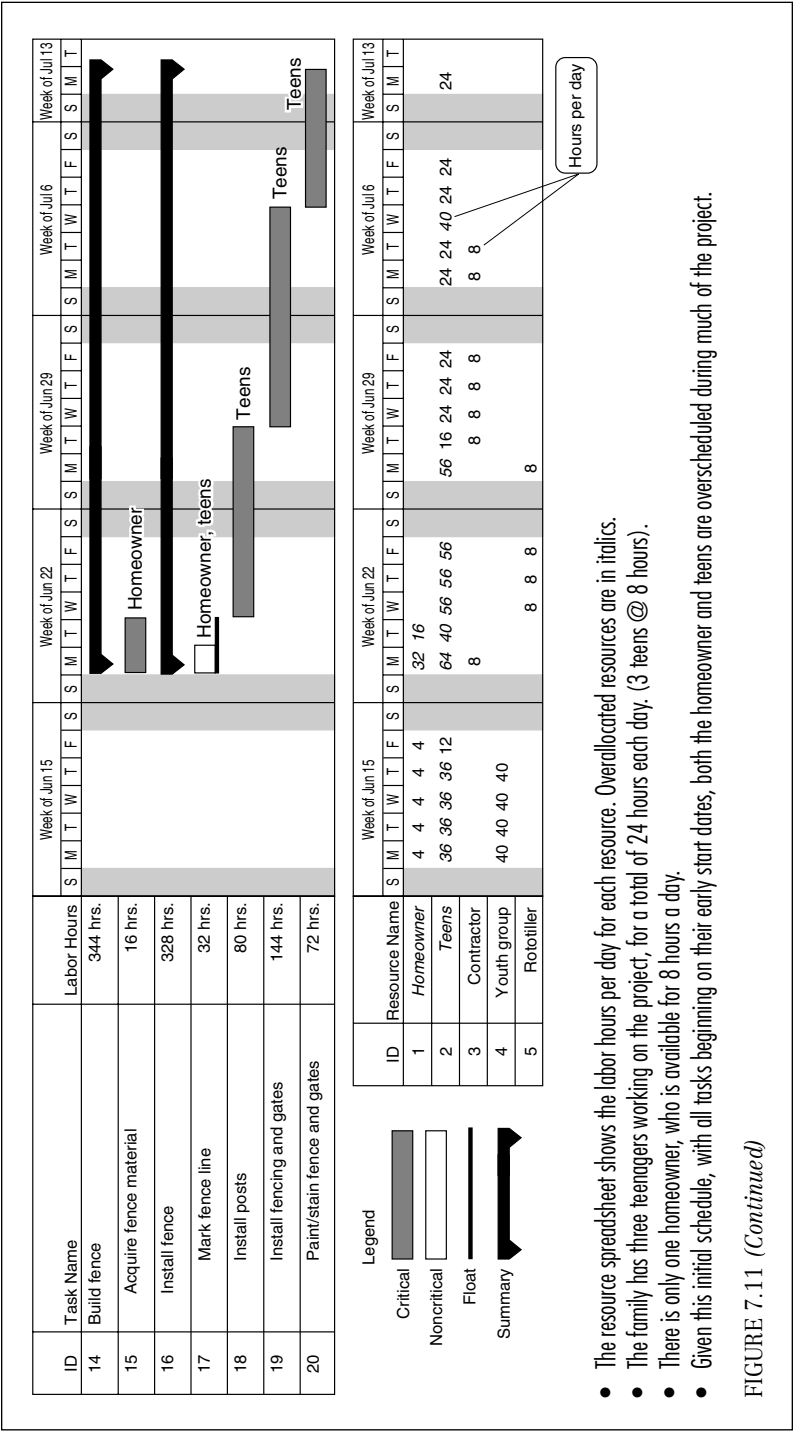 Week of Jun 15 Week of Jun 22 Week of Jun 29 Week of Jul 6 Week of Jul 13
ID Task Name Labor Hours S M T W T F S S M T W T F S S M T W T F S S M T W T F S S M T
14 Build fence 344 hrs.
15 Acquire fence material 16 hrs. Homeowner
16 Install fence 328 hrs.
17 Mark fence line 32 hrs. Homeowner, teens
18 Install posts 80 hrs. Teens
19 Install fencing and gates 144 hrs. Teens
20 Paint/stain fence and gates 72 hrs. Teens
Legend
Critical
Noncritical
Float
Summary
Week of Jun 15 Week of Jun 22 Week of Jun 29 Week of Jul 6 Week of Jul 13
ID Resource Name S M T W T F S S M T W T F S S M T W T F S S M T W T F S S M T
1 Homeowner 4 4 4 4 4 32 16
2 Teens 36 36 36 36 12 64 40 56 56 56 56 16 24 24 24 24 24 40 24 24 24
3 Contractor 8 8 8 8 8 8 8
4 Youth group 40 40 40 40
5 Rototiller 8 8 8 8
Hours per day
• The resource spreadsheet shows the labor hours per day for each resource. Overallocated resources are in italics.
• The family has three teenagers working on the project, for a total of 24 hours each day. (3 teens @ 8 hours).
• There is only one homeowner, who is available for 8 hours a day.
• Given this initial schedule, with all tasks beginning on their early start dates, both the homeowner and teens are overscheduled during much of the project.
FIGURE 7.11 (Continued)